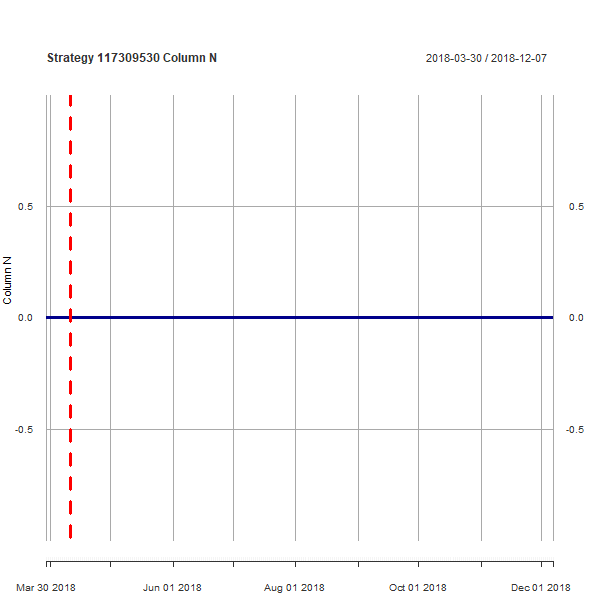 Strategy 117309530 Column N
2018-03-30 / 2018-12-07
0.5
0.5
Column N
0.0
0.0
-0.5
-0.5
Mar 30 2018
Jun 01 2018
Aug 01 2018
Oct 01 2018
Dec 01 2018